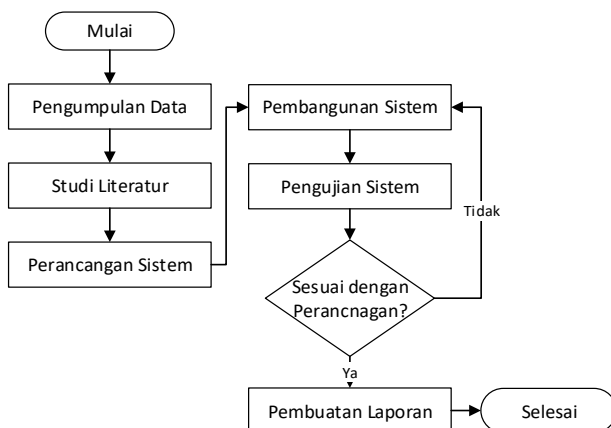 Mulai
Pengumpulan Data
Studi Literatur
Perancangan Sistem
Pembangunan Sistem
Pengujian Sistem
Tidak
Sesuai dengan
Perancnagan?
Ya
Pembuatan Laporan
Selesai